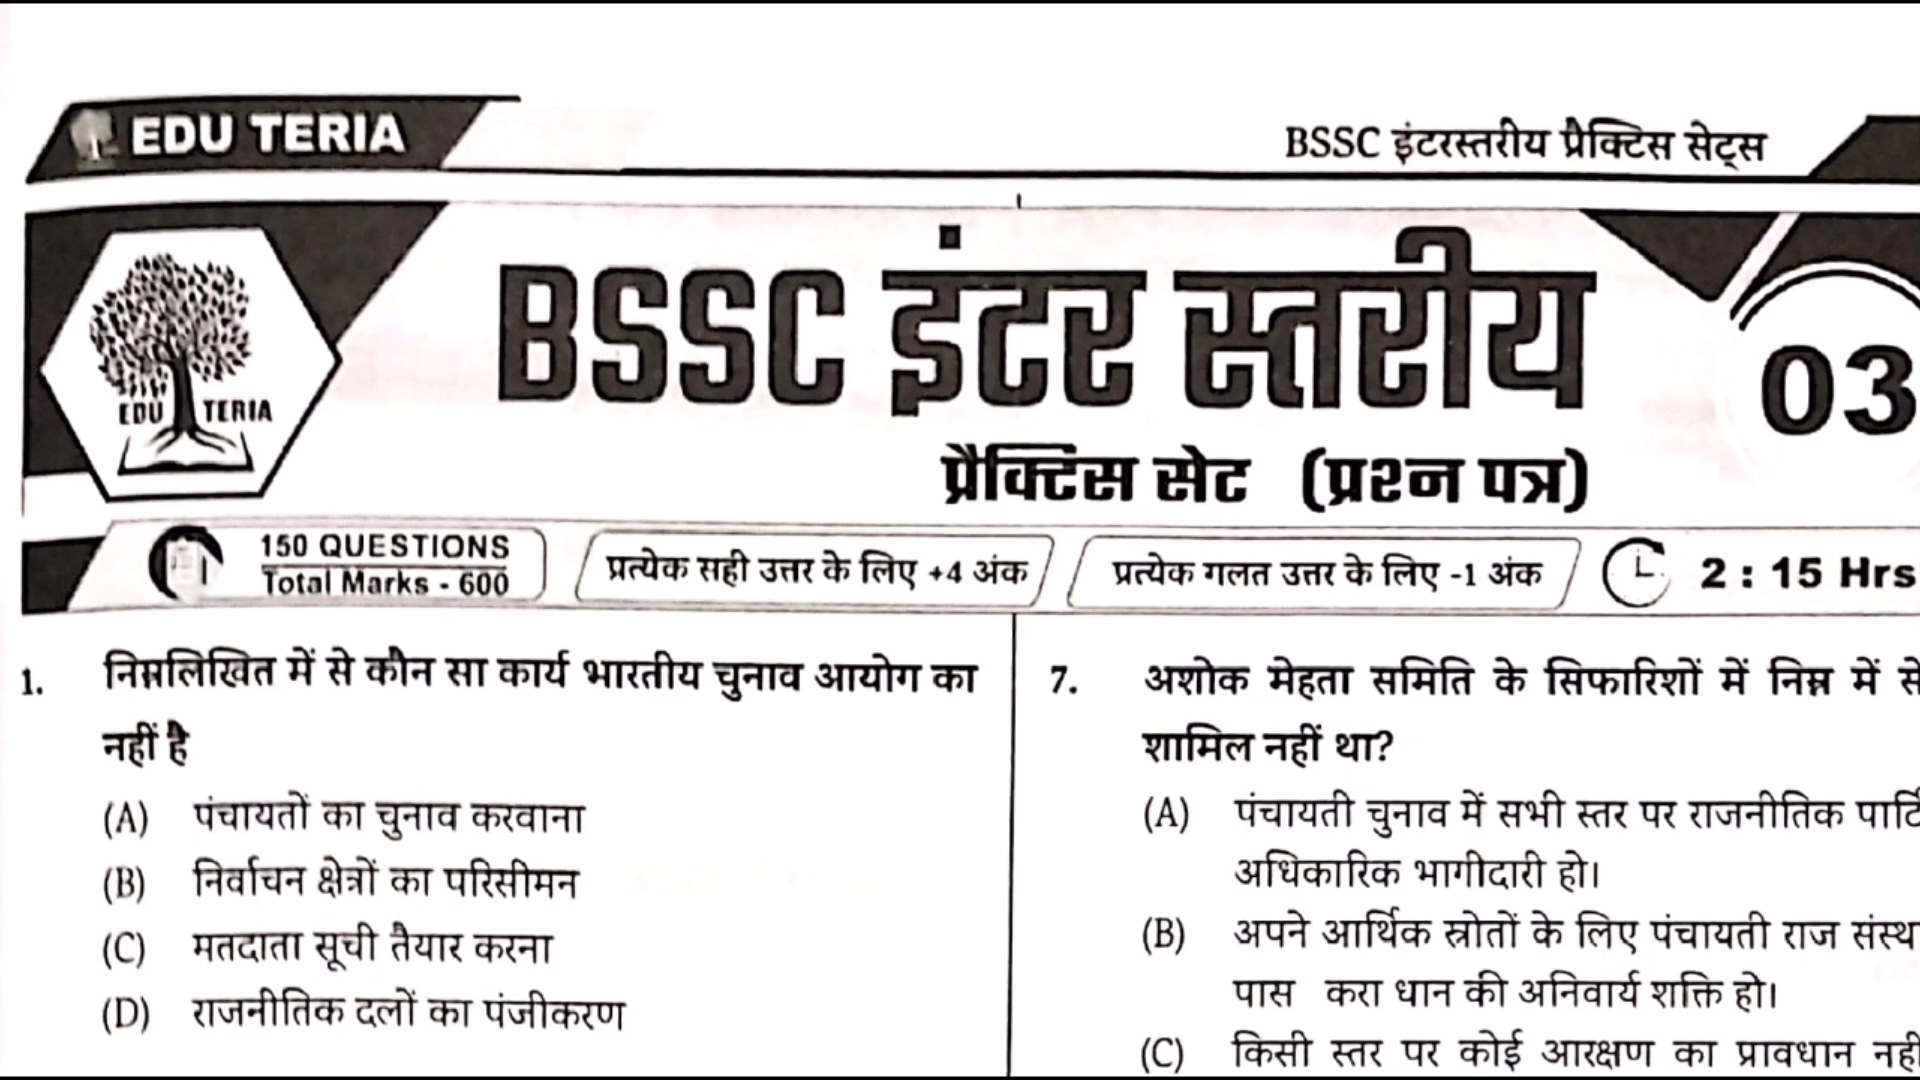 EDU TERIA
BSSC इंटरस्तरीय प्रैक्टिस सेट्स
EDU TERIA
BSSC इंटर स्तरीय
03
प्रैक्टिस सेट (प्रश्न पत्र)
150 QUESTIONS
Total Marks - 600
प्रत्येक सही उत्तर के लिए +4 अंक
प्रत्येक गलत उत्तर के लिए -1 अंक
2 : 15 Hrs
1. निम्नलिखित में से कौन सा कार्य भारतीय चुनाव आयोग का
नहीं है
(A) पंचायतों का चुनाव करवाना
(B) निर्वाचन क्षेत्रों का परिसीमन
(C) मतदाता सूची तैयार करना
(D) राजनीतिक दलों का पंजीकरण
7. अशोक मेहता समिति के सिफारिशों में निम्न में से
शामिल नहीं था?
(A) पंचायती चुनाव में सभी स्तर पर राजनीतिक
अधिकारिक भागीदारी हो।
(B) अपने आर्थिक स्रोतों के लिए पंचायती राज
पास करा धान की अनिवार्य शक्ति हो।
(C) किसी स्तर पर कोई आरक्षण का प्रावधान